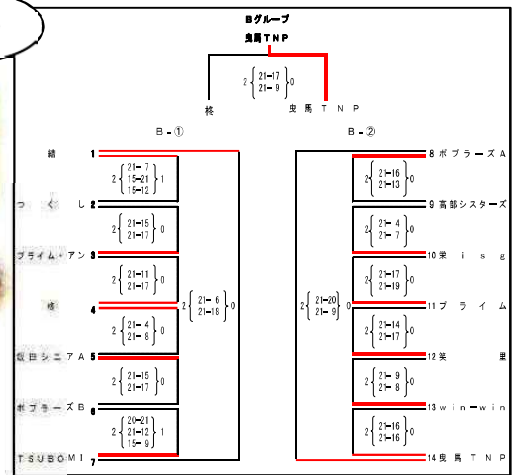 Bグループ
曳馬TNP
2 { 21-17 21-9 } 0
柊 曳馬TNP
B-① B-②
結 1
2 { 21-7 15-21 15-12 } 1
つくし 2
2 { 21-15 21-17 } 0
プライム・アン 3
2 { 21-11 21-17 } 0
柊 4
2 { 21-4 21-8 } 0
飯田シニアA 5
2 { 21-15 21-17 } 0
ポプラーズB 6
2 { 20-21 21-12 15-9 } 1
TSUBOMI 7
2 { 21-6 21-18 } 0
8 ポプラーズA
2 { 21-16 21-13 } 0
9 高部シスターズ
2 { 21-4 21-7 } 0
10 栄isg
2 { 21-17 21-19 } 0
11 プライム
2 { 21-14 21-17 } 0
12 笑里
2 { 21-9 21-8 } 0
13 win-win
2 { 21-16 21-16 } 0
14 曳馬TNP
2 { 21-20 21-9 } 0